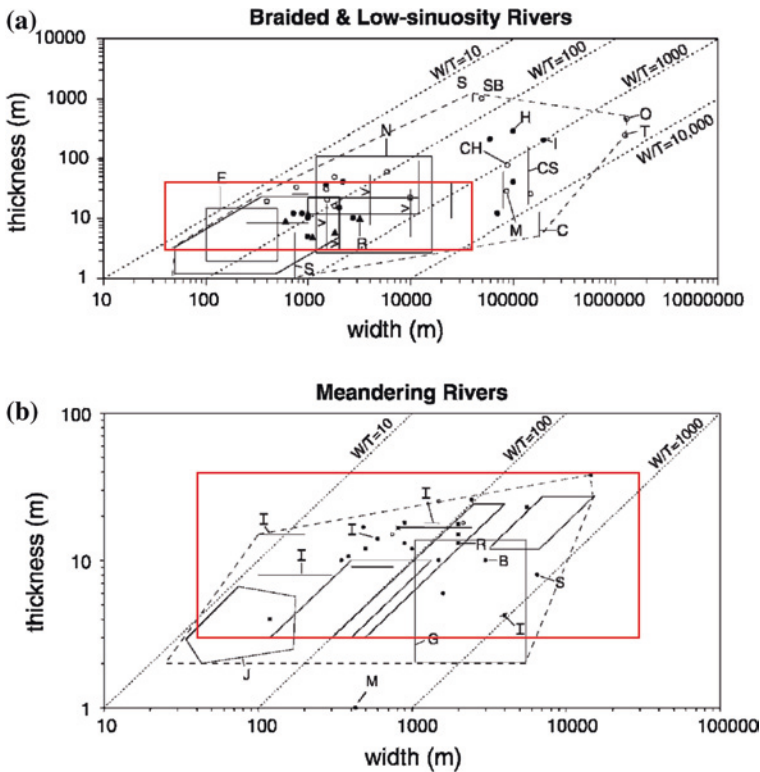 (a) Braided & Low-sinuosity Rivers
thickness (m)
10000
1000
100
10
1
W/T=10
W/T=100
W/T=1000
W/T=10,000
S SB
O
T
N
H
I
CH
CS
F
M
C
R
S
10 100 1000 10000 100000 1000000 10000000
width (m)
(b) Meandering Rivers
thickness (m)
100
10
1
W/T=10
W/T=100
W/T=1000
I
I
I
I
R
B
S
I
G
J
M
1 10 100 1000 10000 100000
width (m)